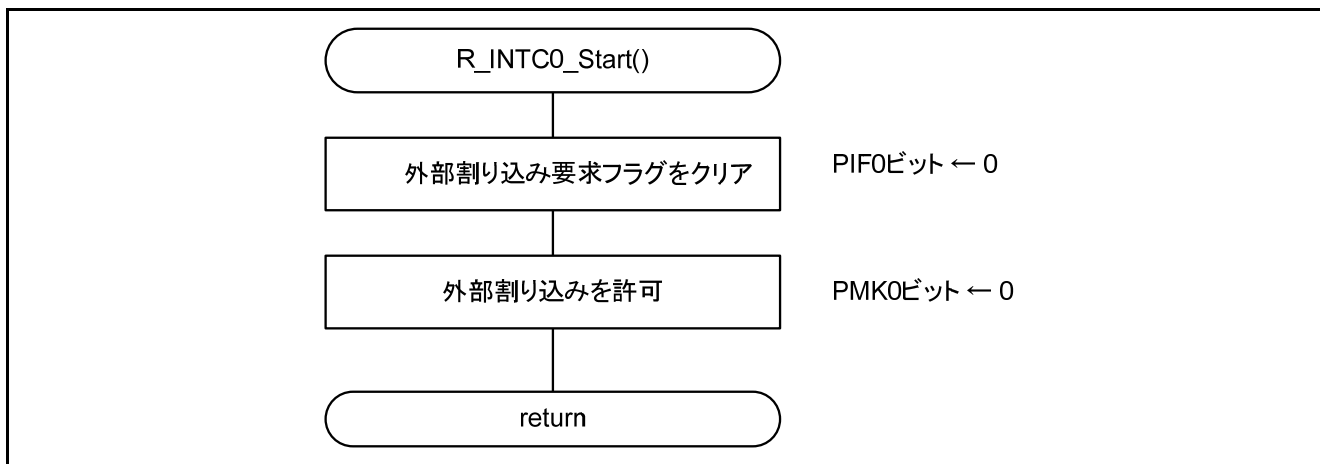 R_INTC0_Start()
外部割り込み要求フラグをクリア
PIF0ビット ← 0
外部割り込みを許可
PMK0ビット ← 0
return